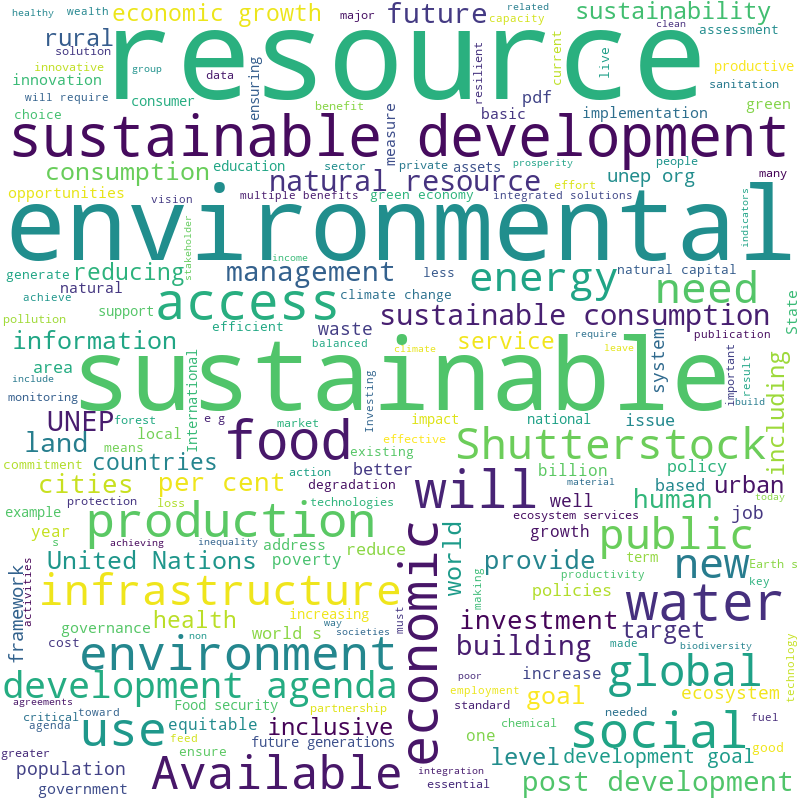 healthy
wealth
economic growth
major
future
related
capacity
sustainability
clean
assessment
rural
solution
resource
innovative
group
data
ensuring
resilient
current
live
productive
innovation
will require
consumer
benefit
measure
pdf
basic
implementation
sanitation
green
choice
sustainable development
consumption
education
sector
private
assets
prosperity
people
unep org
many
opportunities
vision
natural resource
multiple benefits
green economy
integrated solutions
effort
indicators
environmental
stakeholder
income
generate
reducing
management
less
energy
natural capital
need
natural
achieve
access
climate change
sustainable consumption
State
pollution
support
efficient
waste
publication
information
balanced
climate
service
require
leave
system
important
result
including
area
sustainable
include
monitoring
International
Investing
build
UNEP
forest
e g
market
impact
national
issue
land
local
food
effective
Shutterstock
commitment
countries
means
action
existing
better
billion
policy
cities
per cent
degradation
will
material
based
urban
today
protection
loss
technologies
well
human
job
example
production
ecosystem services
year
s
achieving
inequality
address
reduce
growth
public
United Nations
poverty
economic
world
provide
term
new
Earth s
framework
activities
infrastructure
making
productivity
key
policies
water
technology
health
increasing
must
governance
world s
investment
target
cost
non
way
societies
building
made
biodiversity
environment
poor
increase
global
development agenda
employment
goal
ecosystem
agreements
Food security
partnership
standard
needed
fuel
critical
toward
use
equitable
inclusive
chemical
social
agenda
feed
future generations
one
good
greater
ensure
level
development goal
population
Available
integration
government
essential
post development